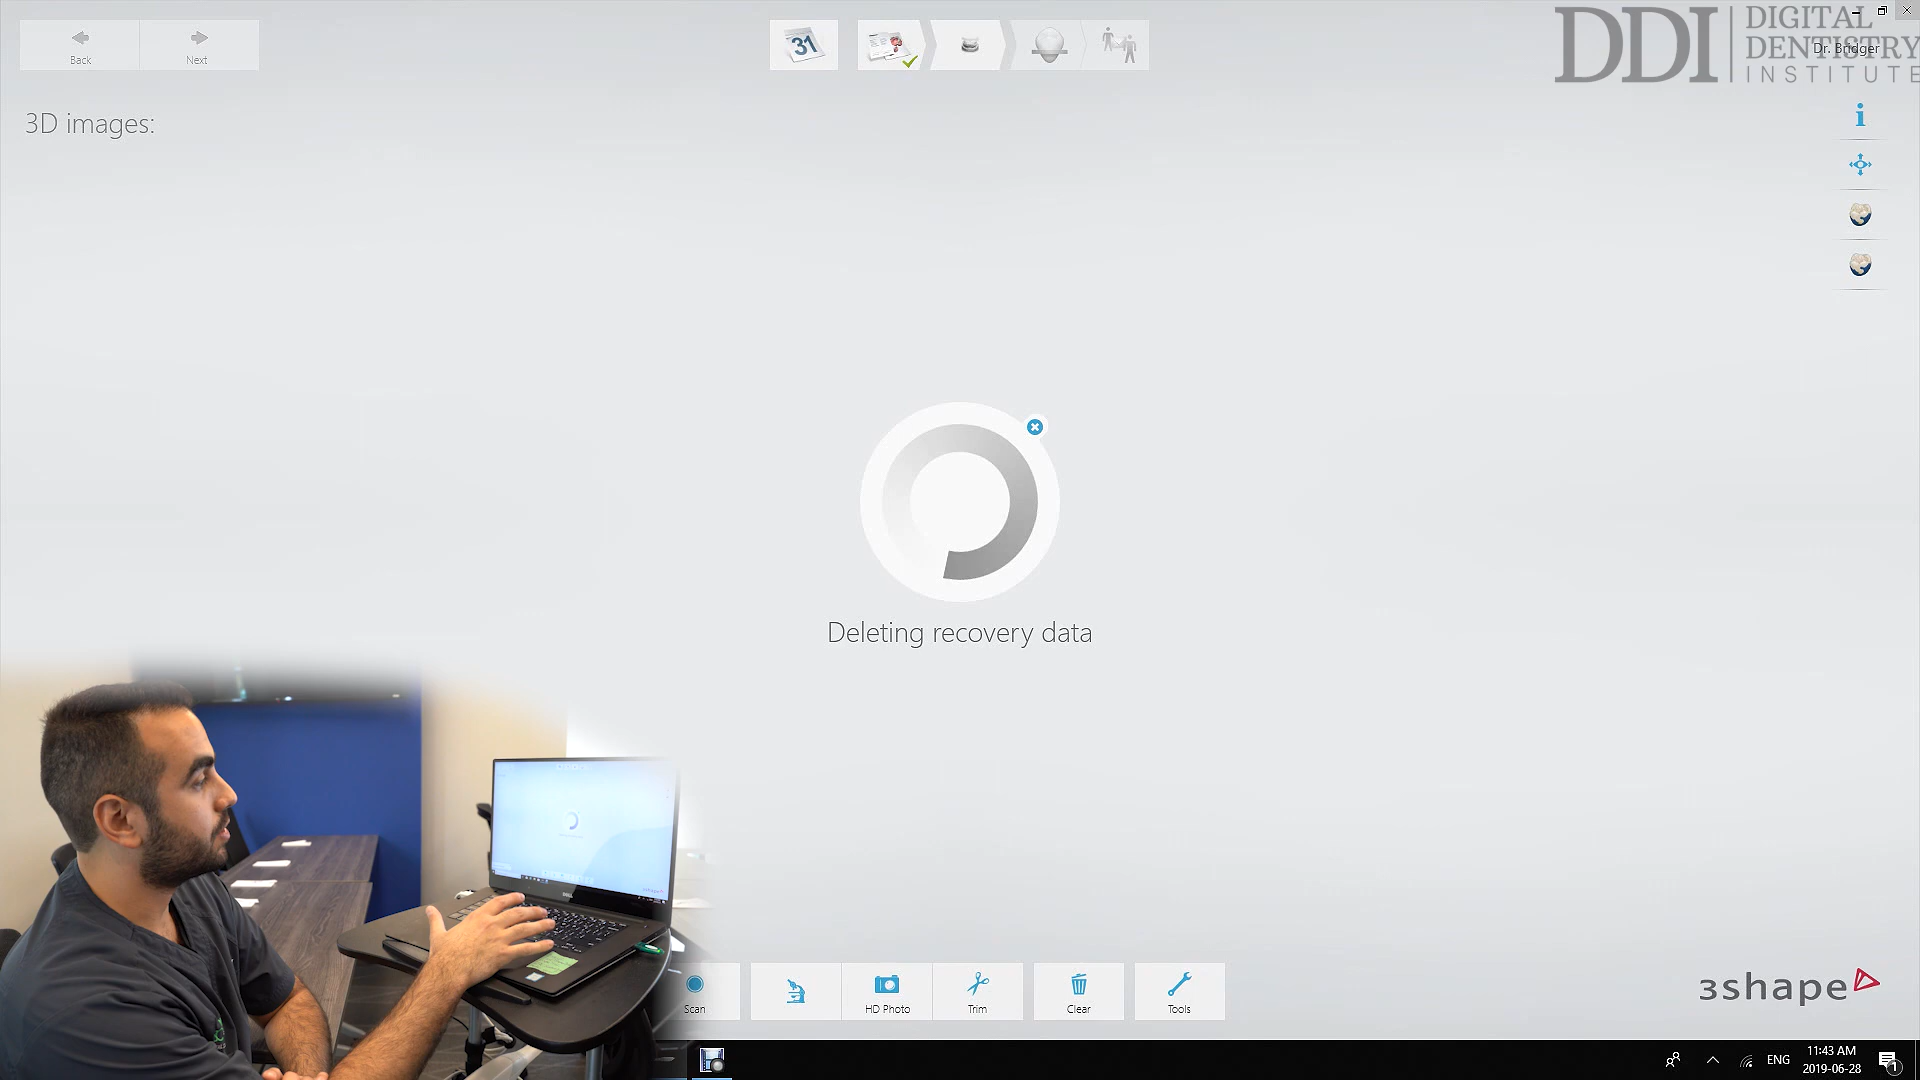 Back
Next
31
DDI
DIGITAL
DENTISTRY
INSTITUTE
Dr. Bridger
3D images:
Deleting recovery data
Scan
HD Photo
Trim
Clear
Tools
3shape
ENG
11:43 AM
2019-06-28
1